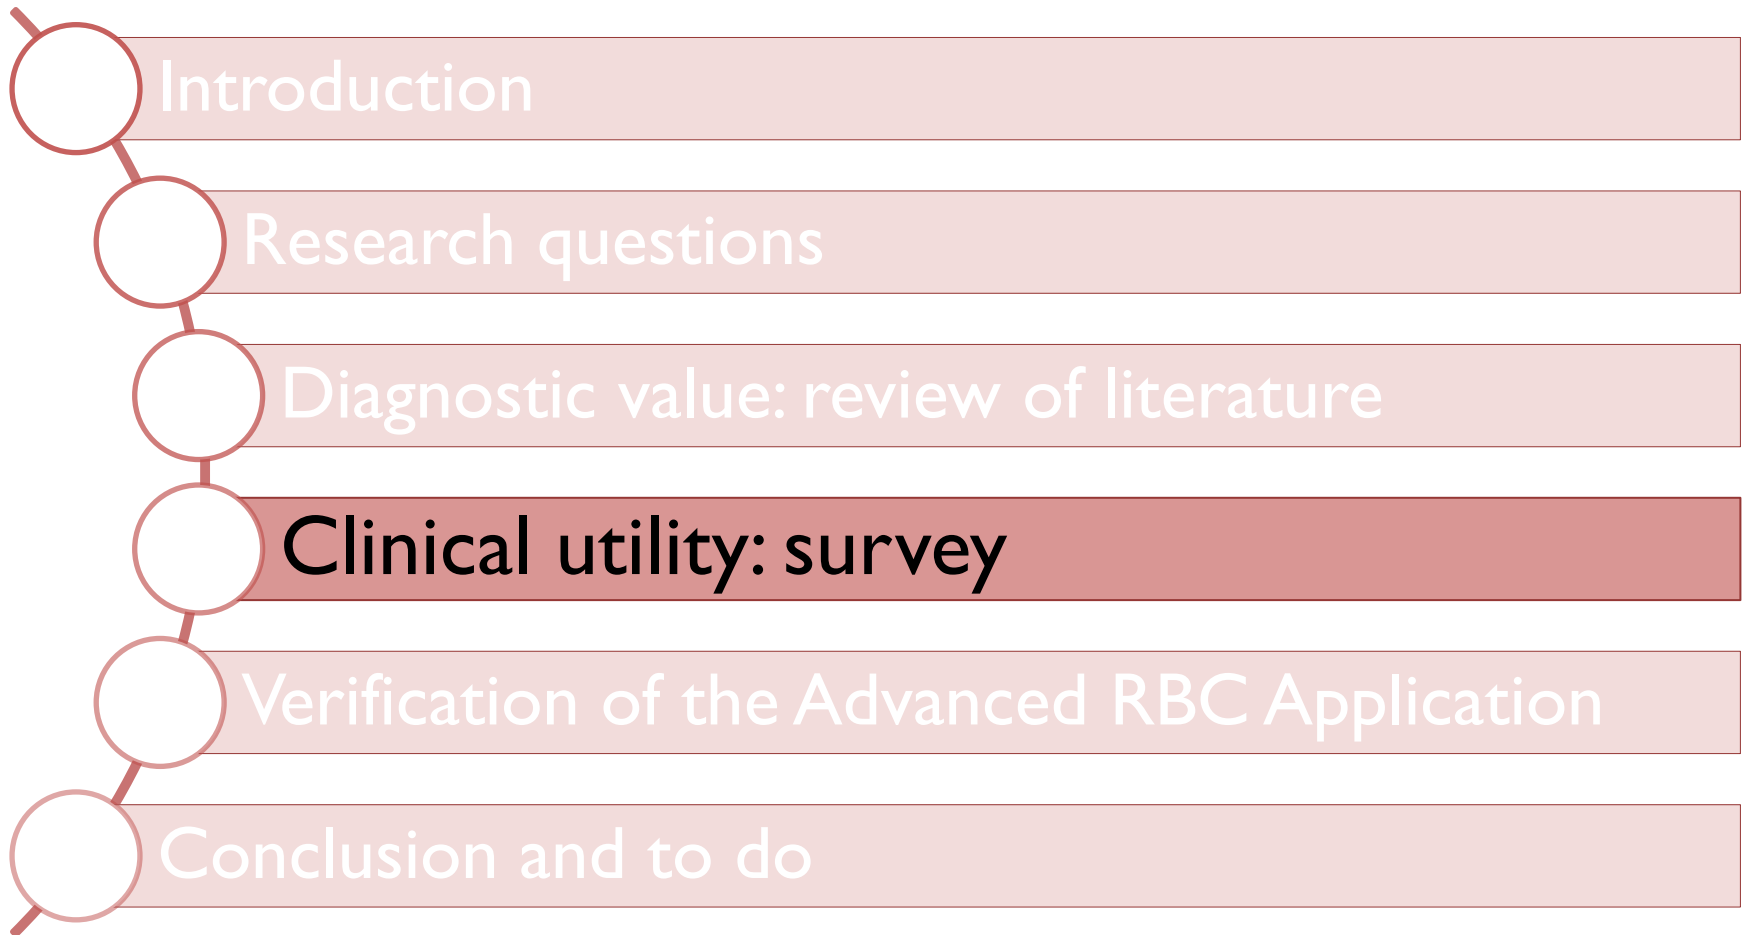 Introduction
Research questions
Diagnostic value: review of literature
Clinical utility: survey
Verification of the Advanced RBC Application
Conclusion and to do